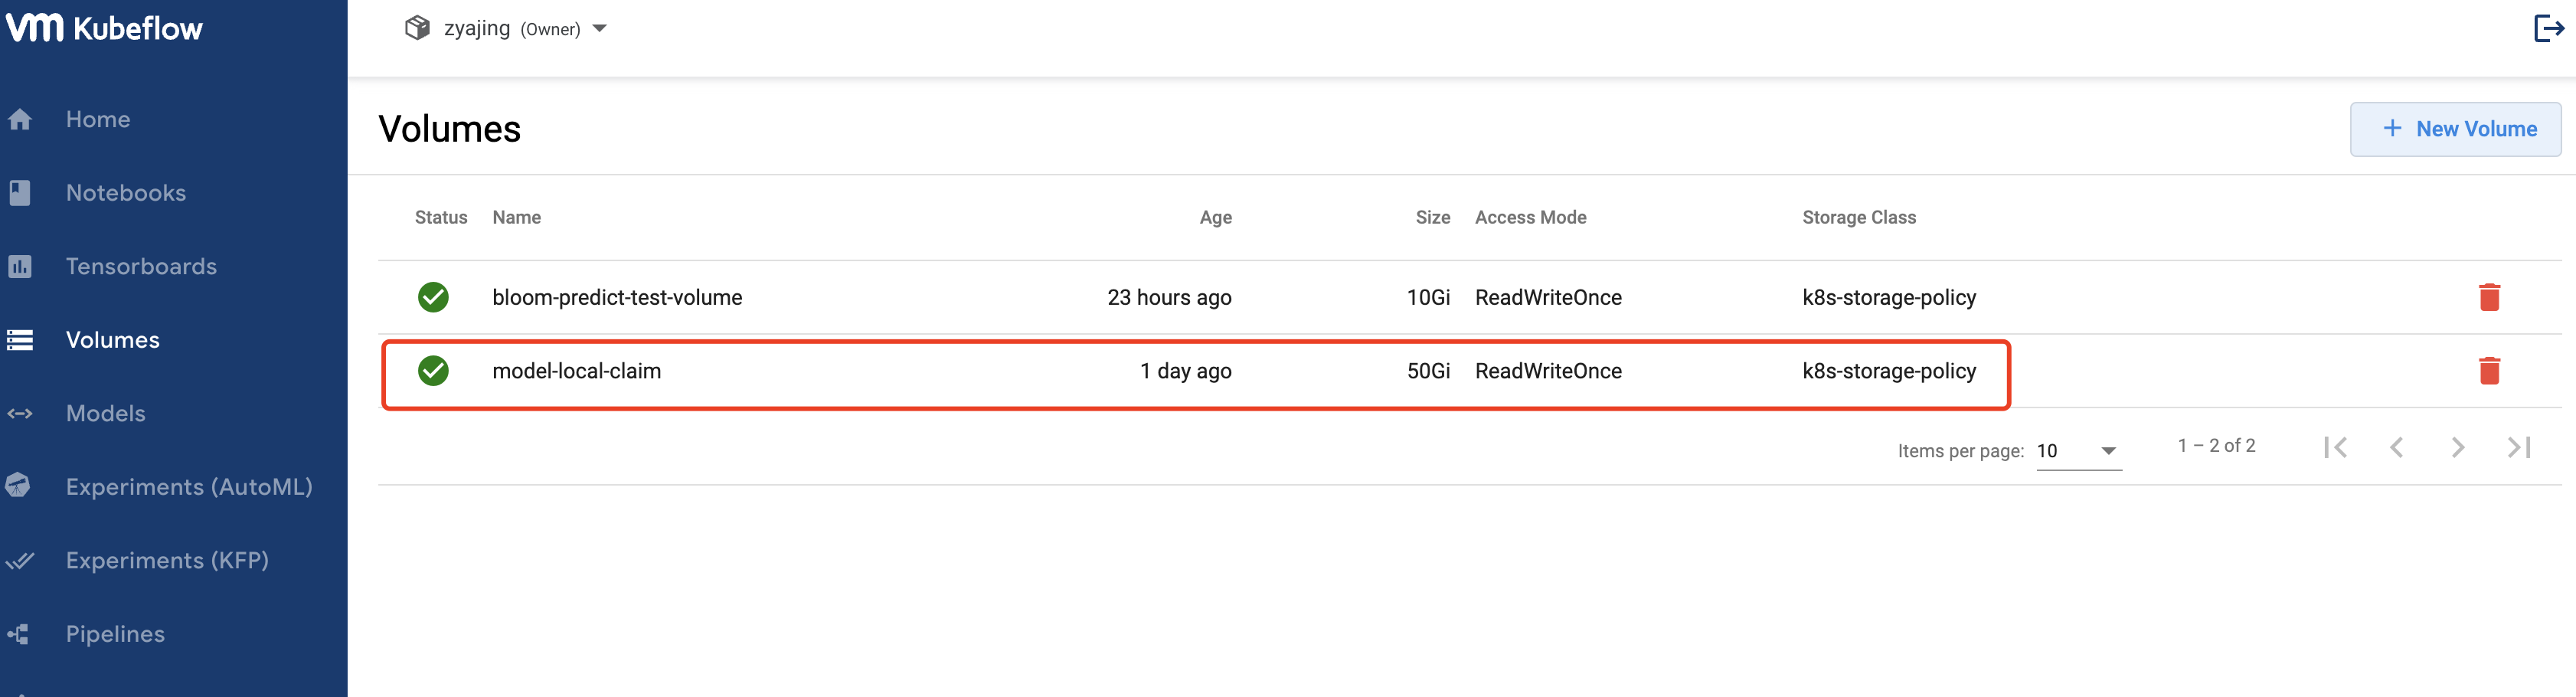 vm Kubeflow
zyajing (Owner)
Home
Notebooks
Tensorboards
Volumes
Models
Experiments (AutoML)
Experiments (KFP)
Pipelines
Volumes
+ New Volume
Status Name Age Size Access Mode Storage Class
bloom-predict-test-volume 23 hours ago 10Gi ReadWriteOnce k8s-storage-policy
model-local-claim 1 day ago 50Gi ReadWriteOnce k8s-storage-policy
Items per page: 10 1 – 2 of 2